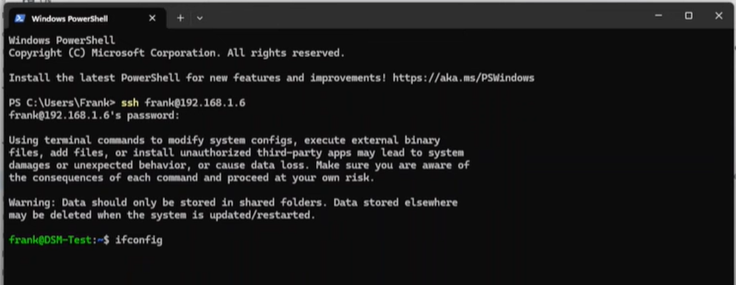 Windows PowerShell
Windows PowerShell
Copyright (C) Microsoft Corporation. All rights reserved.
Install the latest PowerShell for new features and improvements! https://aka.ms/PSWindows
PS C:\Users\Frank> ssh frank@192.168.1.6
frank@192.168.1.6's password:
Using terminal commands to modify system configs, execute external binary
files, add files, or install unauthorized third-party apps may lead to system
damages or unexpected behavior, or cause data loss. Make sure you are aware of
the consequences of each command and proceed at your own risk.
Warning: Data should only be stored in shared folders. Data stored elsewhere
may be deleted when the system is updated/restarted.
frank@DSM-Test:~$ ifconfig